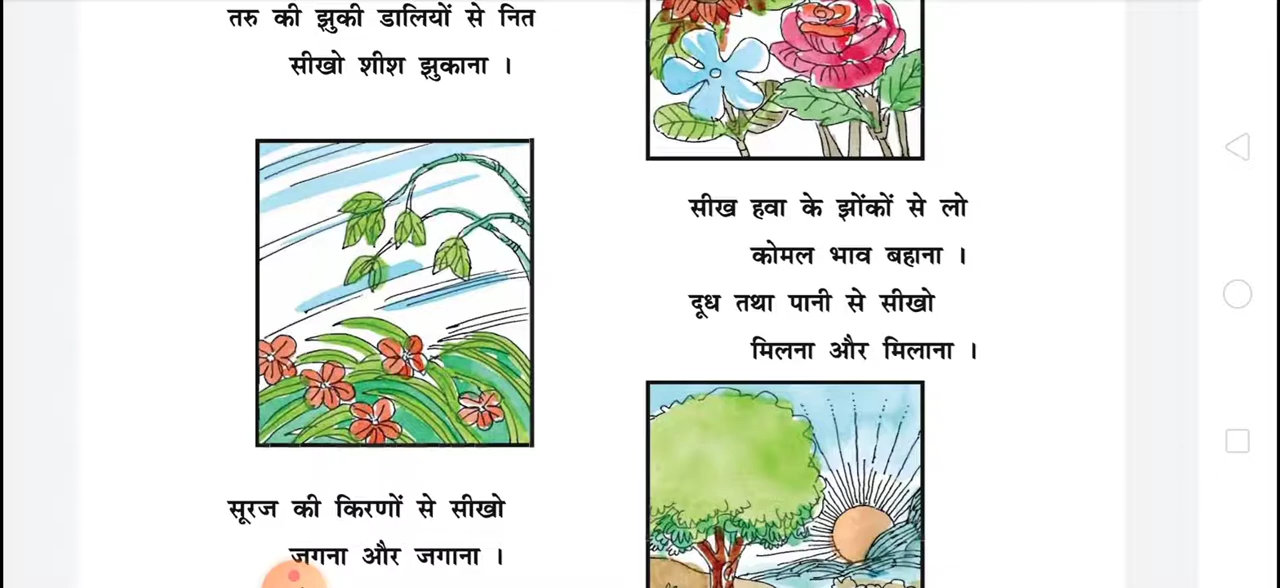 तरु की झुकी डालियों से नित
सीखो शीश झुकाना ।
सीख हवा के झोंकों से लो
कोमल भाव बहाना ।
दूध तथा पानी से सीखो
मिलना और मिलाना ।
सूरज की किरणों से सीखो
जगना और जगाना ।